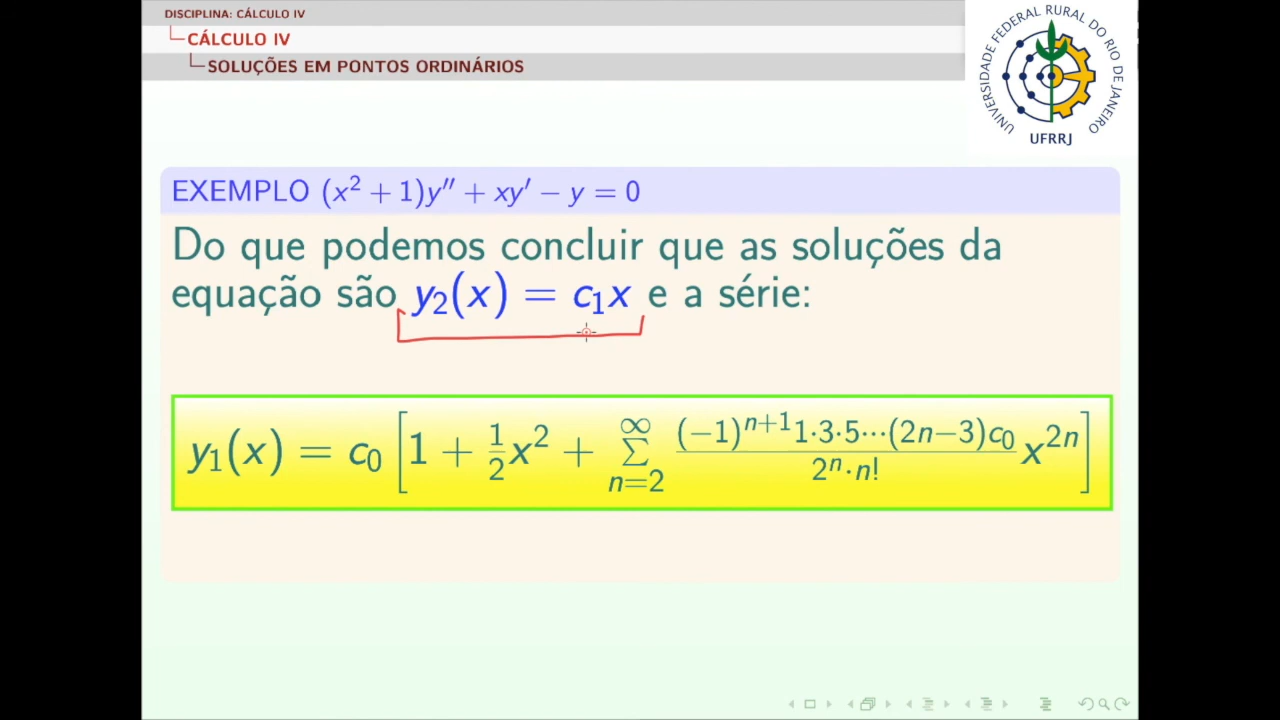 DISCIPLINA: CÁLCULO IV
CÁLCULO IV
SOLUÇÕES EM PONTOS ORDINÁRIOS
UNIVERSIDADE FEDERAL RURAL DO RIO DE JANEIRO
UFRRJ
EXEMPLO (x² + 1)y″ + xy′ − y = 0
Do que podemos concluir que as soluções da
equação são y₂(x) = c₁x e a série:
y₁(x) = c₀ [1 + ½x² + ∑_{n=2}^{∞} \frac{(−1)^{n+1}1·3·5···(2n−3)c₀}{2ⁿ·n!} x^{2n}]